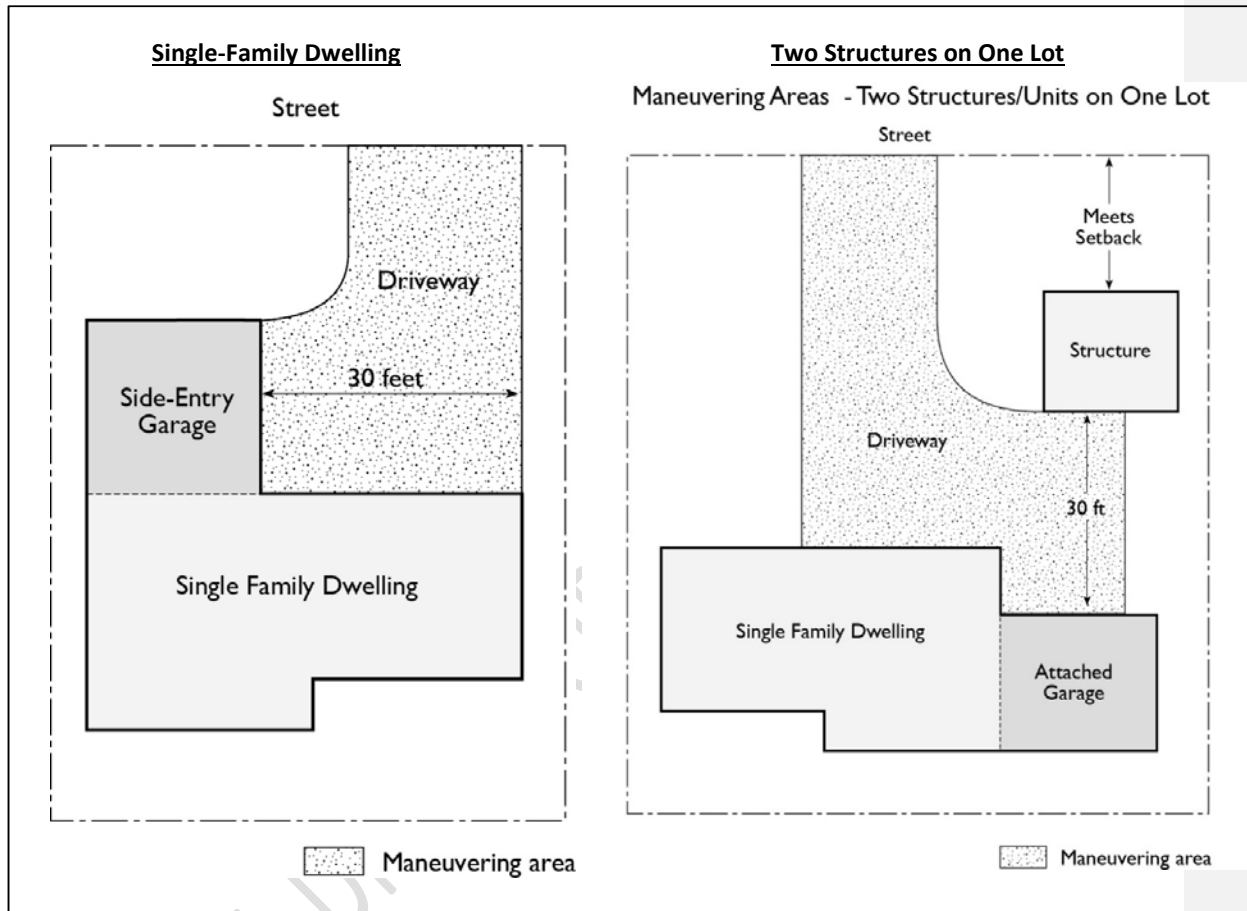 Single-Family Dwelling
Street
Driveway
30 feet
Side-Entry
Garage
Single Family Dwelling
Maneuvering area
Two Structures on One Lot
Maneuvering Areas - Two Structures/Units on One Lot
Street
Meets
Setback
Structure
Driveway
30 ft
Single Family Dwelling
Attached
Garage
Maneuvering area